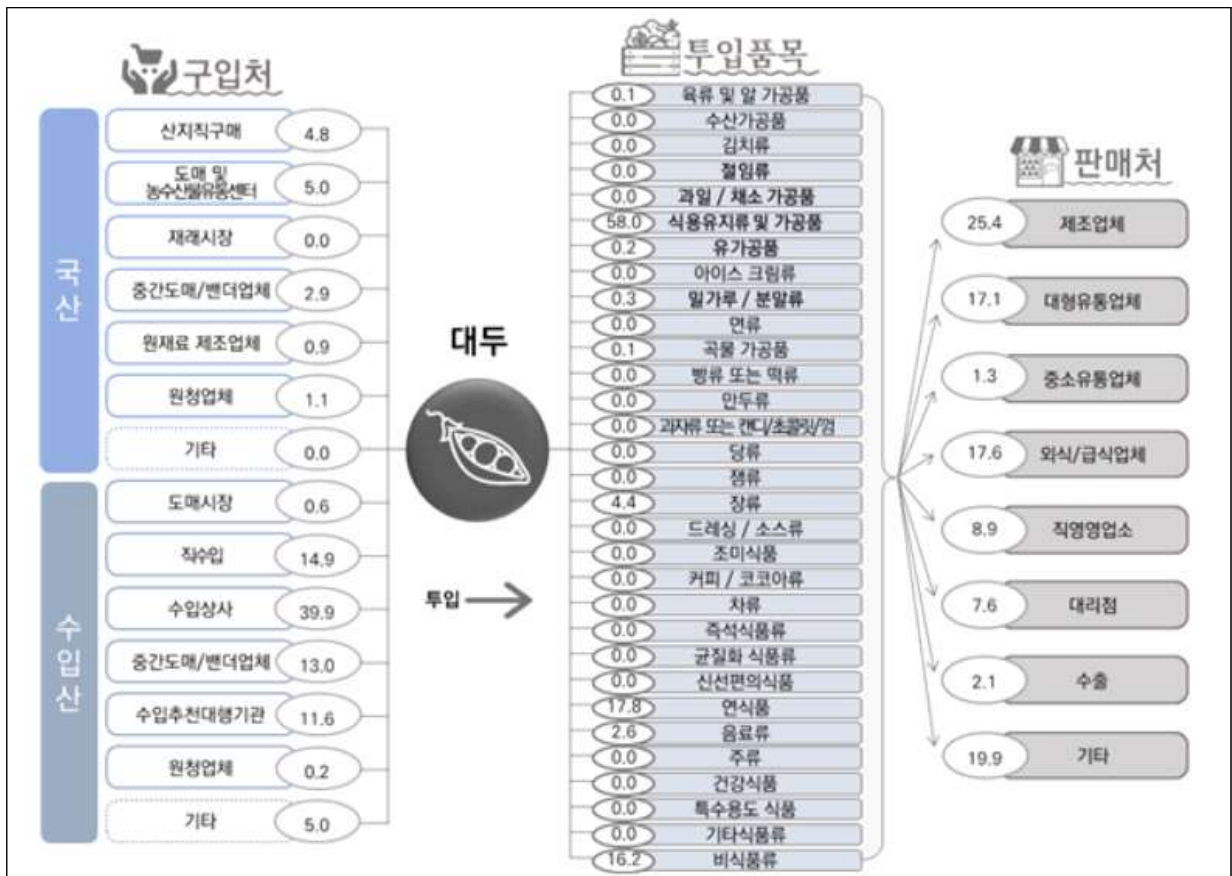 구입처
국산
산지직구매 4.8
도매 및
농수산물유통센터 5.0
재래시장 0.0
중간도매/밴더업체 2.9
원재료 제조업체 0.9
원청업체 1.1
기타 0.0
수입산
도매시장 0.6
직수입 14.9
수입상사 39.9
중간도매/밴더업체 13.0
수입추천대행기관 11.6
원청업체 0.2
기타 5.0
대두
투입
투입품목
0.1 육류 및 알 가공품
0.0 수산가공품
0.0 김치류
0.0 절임류
0.0 과일 / 채소 가공품
58.0 식용유지류 및 가공품
0.2 유가공품
0.0 아이스 크림류
0.3 밀가루 / 분말류
0.0 면류
0.1 곡물 가공품
0.0 빵류 또는 떡류
0.0 만두류
0.0 과자류 또는 캔디/초콜릿/껌
0.0 당류
0.0 잼류
4.4 장류
0.0 드레싱 / 소스류
0.0 조미식품
0.0 커피 / 코코아류
0.0 차류
0.0 즉석식품류
0.0 균질화 식품류
0.0 신선편의식품
17.8 연식품
2.6 음료류
0.0 주류
0.0 건강식품
0.0 특수용도 식품
0.0 기타식품류
16.2 비식품류
판매처
25.4 제조업체
17.1 대형유통업체
1.3 중소유통업체
17.6 외식/급식업체
8.9 직영영업소
7.6 대리점
2.1 수출
19.9 기타